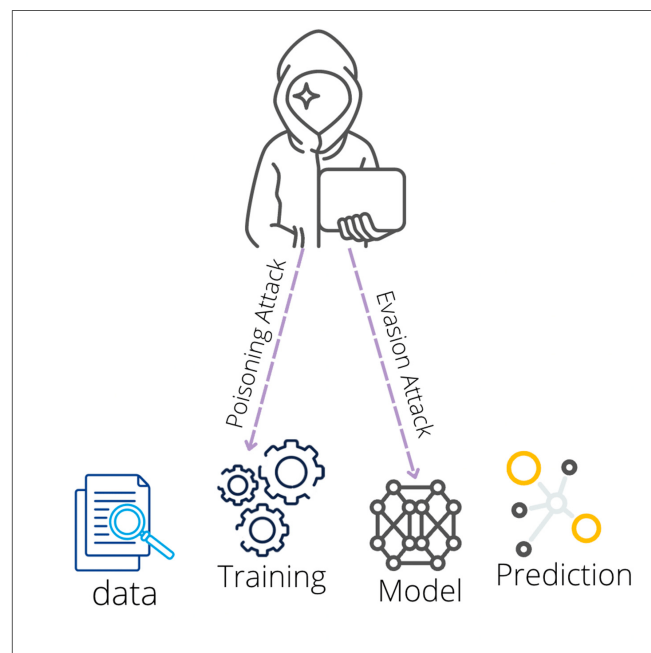 Poisoning Attack
Evasion Attack
data
Training
Model
Prediction